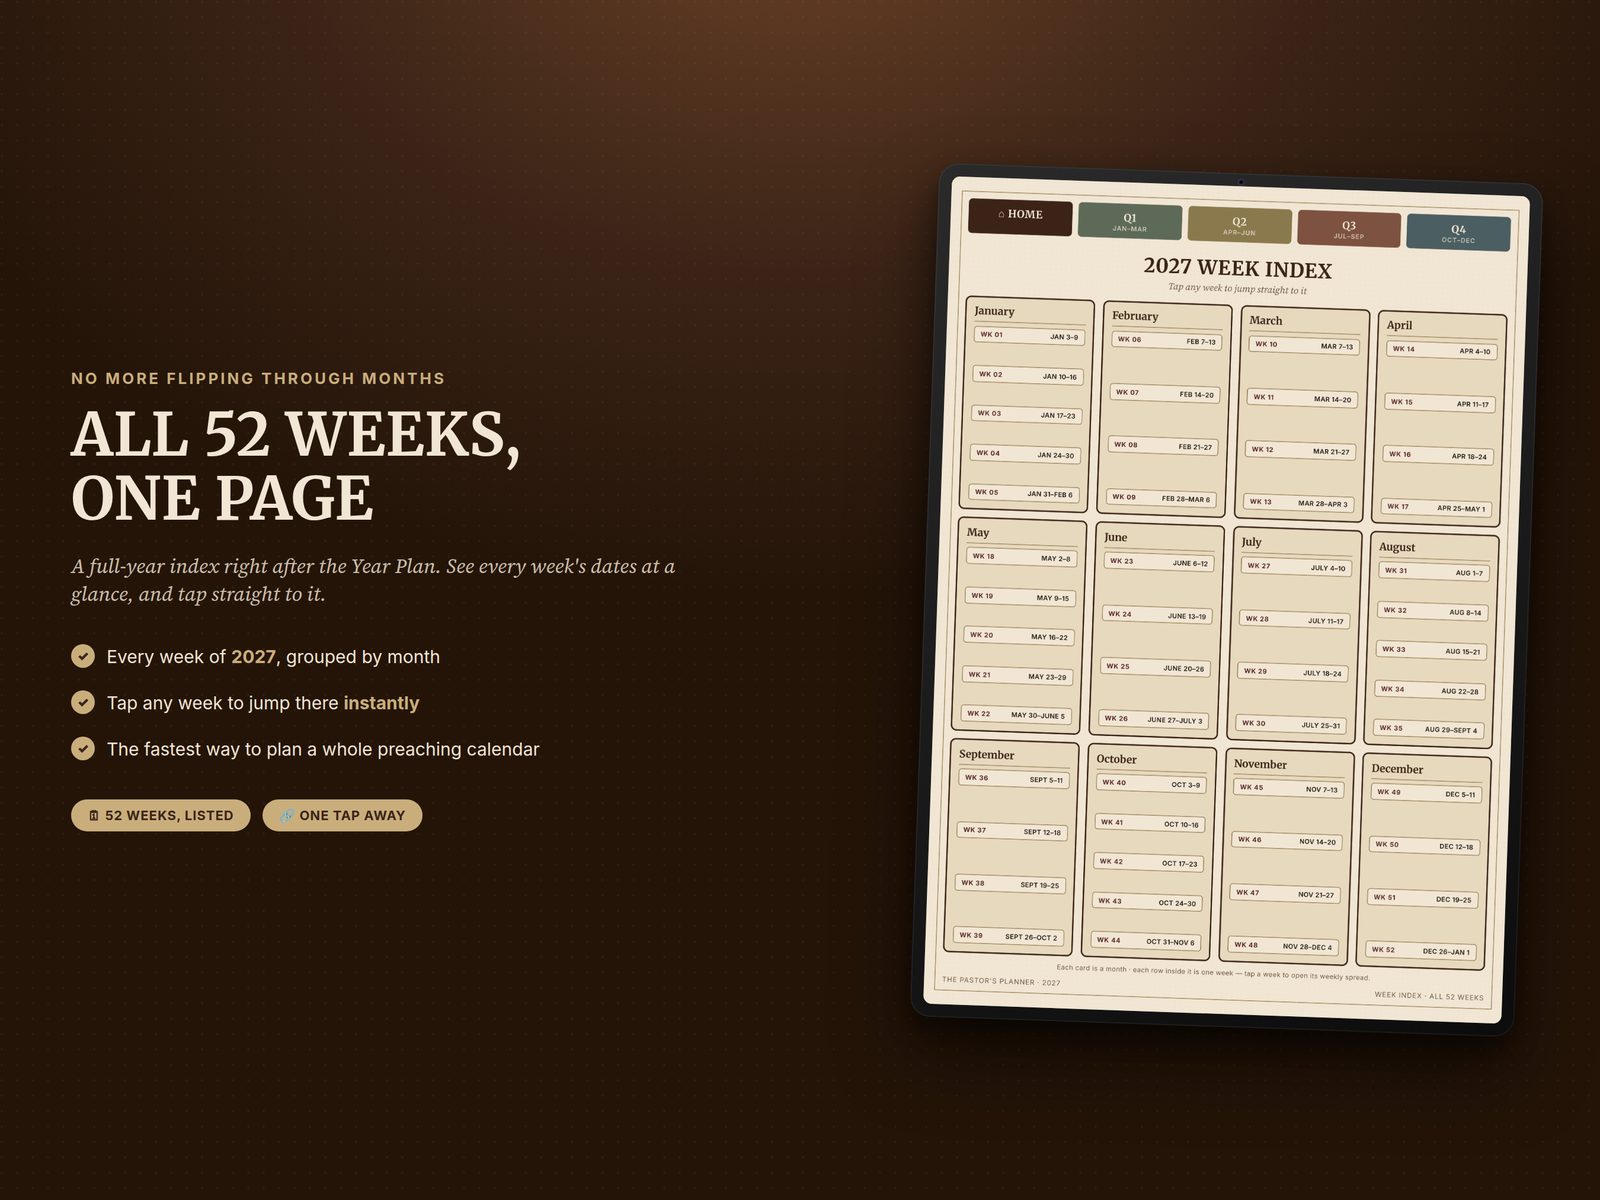 NO MORE FLIPPING THROUGH MONTHS
ALL 52 WEEKS,
ONE PAGE
A full-year index right after the Year Plan. See every week's dates at a
glance, and tap straight to it.
Every week of 2027, grouped by month
Tap any week to jump there instantly
The fastest way to plan a whole preaching calendar
52 WEEKS, LISTED
ONE TAP AWAY
⌂ HOME
Q1
JAN–MAR
Q2
APR–JUN
Q3
JUL–SEP
Q4
OCT–DEC
2027 WEEK INDEX
Tap any week to jump straight to it
January
WK 01 JAN 3–9
WK 02 JAN 10–16
WK 03 JAN 17–23
WK 04 JAN 24–30
WK 05 JAN 31–FEB 6
February
WK 06 FEB 7–13
WK 07 FEB 14–20
WK 08 FEB 21–27
WK 09 FEB 28–MAR 6
March
WK 10 MAR 7–13
WK 11 MAR 14–20
WK 12 MAR 21–27
WK 13 MAR 28–APR 3
April
WK 14 APR 4–10
WK 15 APR 11–17
WK 16 APR 18–24
WK 17 APR 25–MAY 1
May
WK 18 MAY 2–8
WK 19 MAY 9–15
WK 20 MAY 16–22
WK 21 MAY 23–29
WK 22 MAY 30–JUNE 5
June
WK 23 JUNE 6–12
WK 24 JUNE 13–19
WK 25 JUNE 20–26
WK 26 JUNE 27–JULY 3
July
WK 27 JULY 4–10
WK 28 JULY 11–17
WK 29 JULY 18–24
WK 30 JULY 25–31
August
WK 31 AUG 1–7
WK 32 AUG 8–14
WK 33 AUG 15–21
WK 34 AUG 22–28
WK 35 AUG 29–SEPT 4
September
WK 36 SEPT 5–11
WK 37 SEPT 12–18
WK 38 SEPT 19–25
WK 39 SEPT 26–OCT 2
October
WK 40 OCT 3–9
WK 41 OCT 10–16
WK 42 OCT 17–23
WK 43 OCT 24–30
WK 44 OCT 31–NOV 6
November
WK 45 NOV 7–13
WK 46 NOV 14–20
WK 47 NOV 21–27
WK 48 NOV 28–DEC 4
December
WK 49 DEC 5–11
WK 50 DEC 12–18
WK 51 DEC 19–25
WK 52 DEC 26–JAN 1
Each card is a month · each row inside it is one week — tap a week to open its weekly spread.
THE PASTOR'S PLANNER · 2027
WEEK INDEX · ALL 52 WEEKS